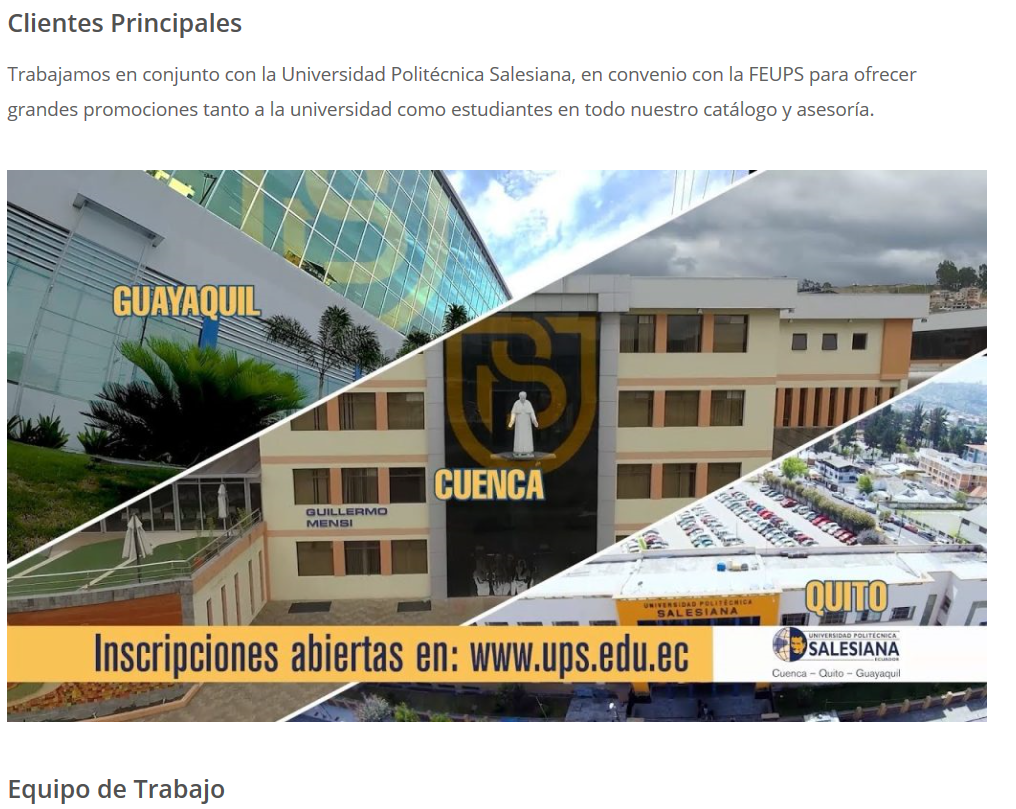 Clientes Principales
Trabajamos en conjunto con la Universidad Politécnica Salesiana, en convenio con la FEUPS para ofrecer
grandes promociones tanto a la universidad como estudiantes en todo nuestro catálogo y asesoría.
GUAYAQUIL
CUENCA
GUILLERMO
MENSI
QUITO
UNIVERSIDAD POLITÉCNICA
SALESIANA
Inscripciones abiertas en: www.ups.edu.ec
UNIVERSIDAD POLITÉCNICA
SALESIANA
ECUADOR
Cuenca – Quito – Guayaquil
Equipo de Trabajo